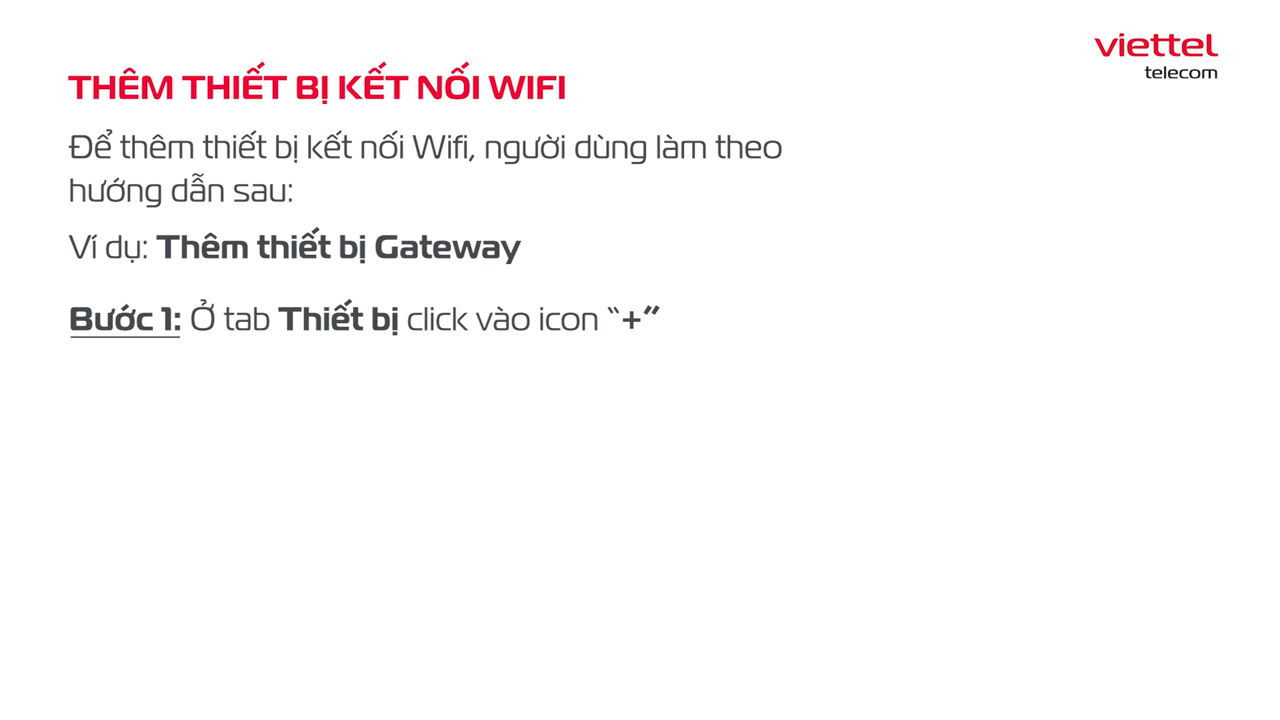 viettel
telecom
THÊM THIẾT BỊ KẾT NỐI WIFI
Để thêm thiết bị kết nối Wifi, người dùng làm theo
hướng dẫn sau:
Ví dụ: Thêm thiết bị Gateway
Bước 1: Ở tab Thiết bị click vào icon “+”